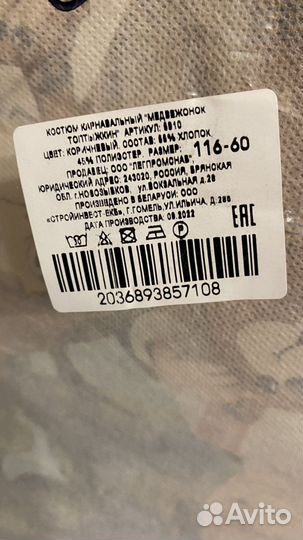 КОСТЮМ КАРНАВАЛЬНЫЙ "МЕДВЕЖОНОК
ТОПТЫЖКИН" АРТИКУЛ: 8910
ЦВЕТ: КОРИЧНЕВЫЙ, СОСТАВ: 55% ХЛОПОК,
45% ПОЛИЭСТЕР, РАЗМЕР: 116-60
ПРОДАВЕЦ: ООО "ЛЕГПРОМОНАВ",
ЮРИДИЧЕСКИЙ АДРЕС: 243020, РОССИЯ, БРЯНСКАЯ
ОБЛ. Г.НОВОЗЫБКОВ, УЛ.ВОКЗАЛЬНАЯ Д.28
ПРОИЗВЕДЕНО В БЕЛАРУСИ: ООО
«СТРОЙИНВЕСТ-ЕКБ», Г.ГОМЕЛЬ,УЛ.ИЛЬИЧА, Д.285
ДАТА ПРОИЗВОДСТВА: 09.2022
ЕАС
2036893857108
Avito